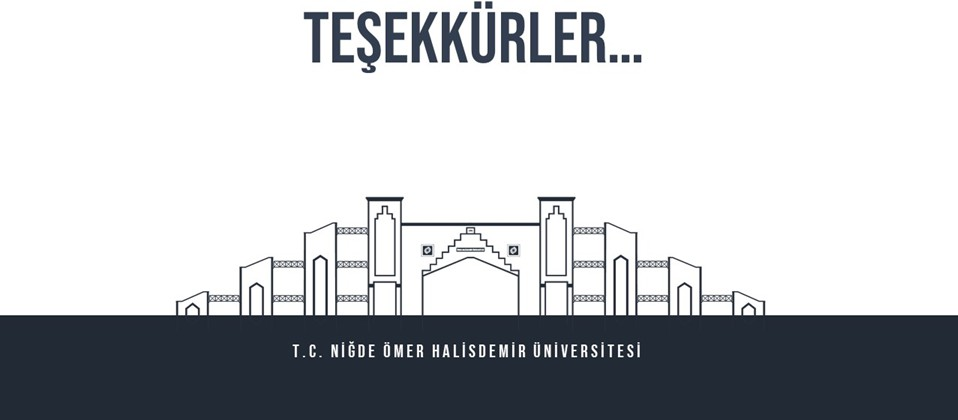 TEŞEKKÜRLER...
T.C. NİĞDE ÖMER HALİSDEMİR ÜNİVERSİTESİ